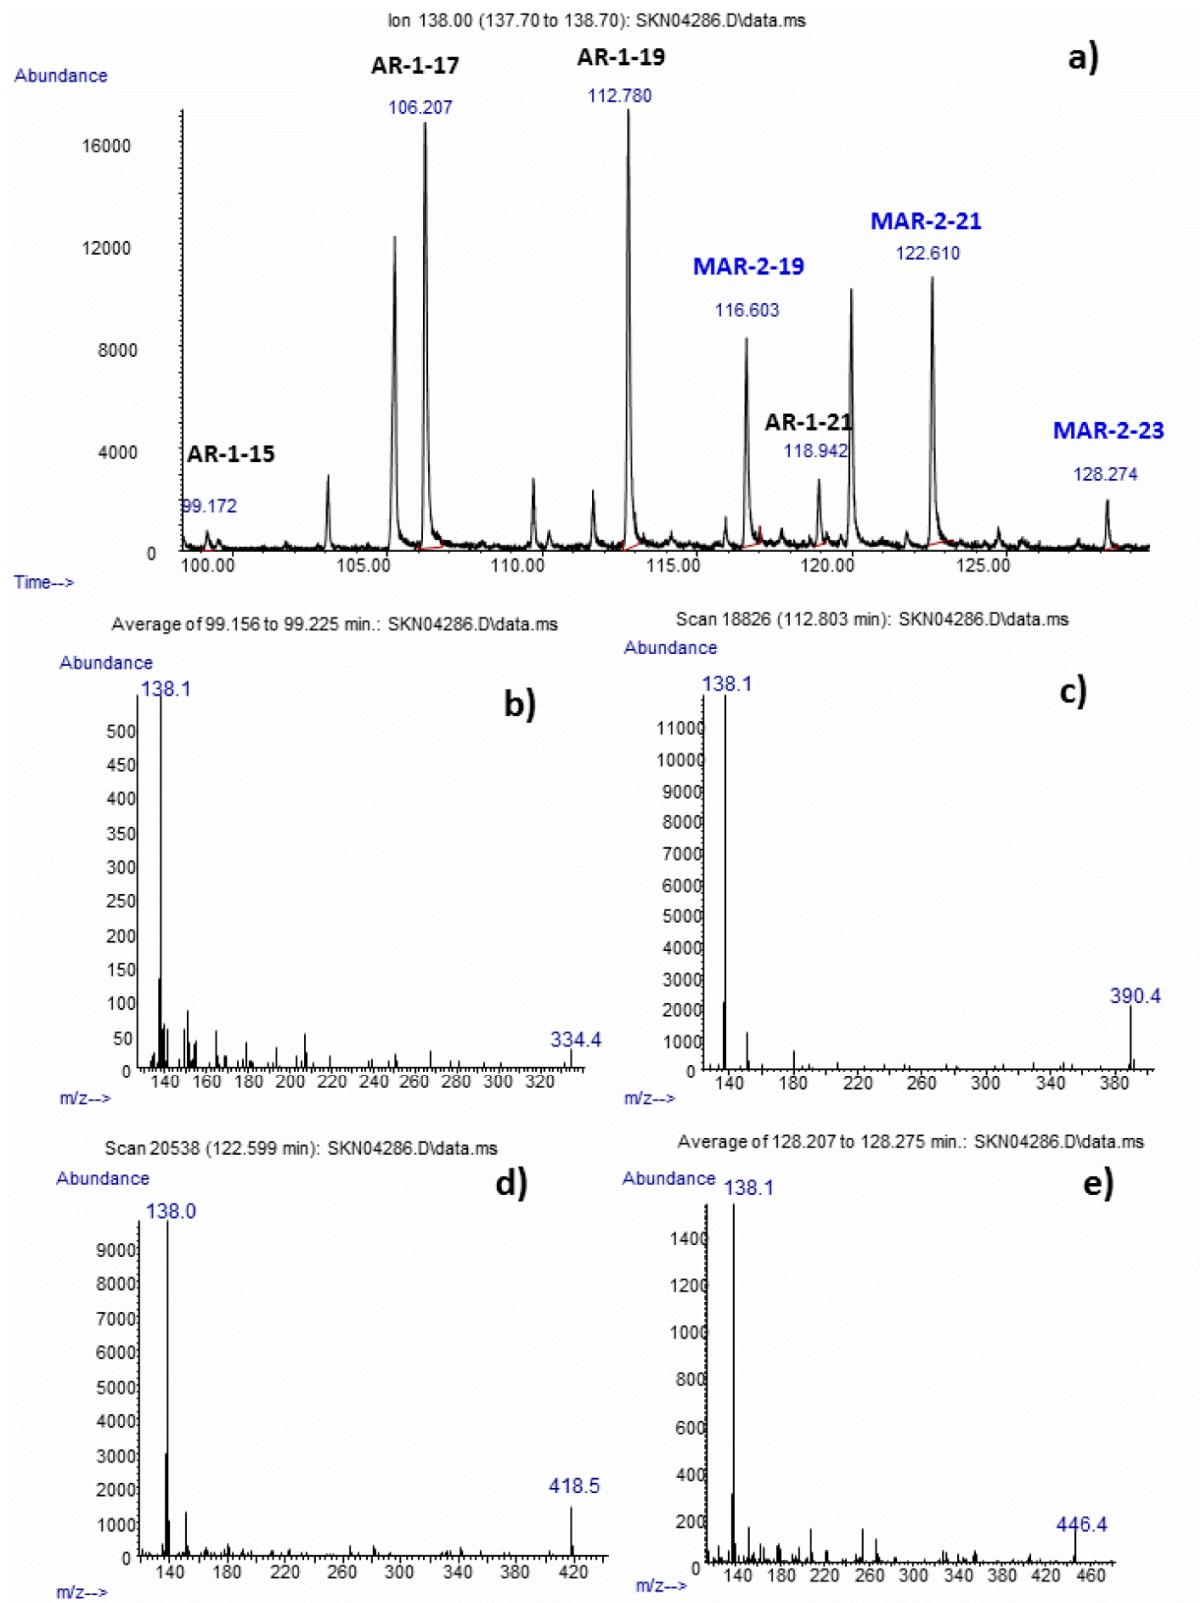 Ion 138.00 (137.70 to 138.70): SKN04286.D\data.ms
a)
Abundance
AR-1-17
AR-1-19
106.207
112.780
16000
12000
8000
4000
0
MAR-2-21
122.610
MAR-2-19
116.603
AR-1-21
118.942
MAR-2-23
128.274
AR-1-15
99.172
100.00 105.00 110.00 115.00 120.00 125.00
Time-->
Average of 99.156 to 99.225 min.: SKN04286.D\data.ms
Abundance
138.1
b)
500
450
400
350
300
250
200
150
100
50
0
334.4
140 160 180 200 220 240 260 280 300 320
m/z-->
Scan 18826 (112.803 min): SKN04286.D\data.ms
Abundance
138.1
c)
11000
10000
9000
8000
7000
6000
5000
4000
3000
2000
1000
0
390.4
140 180 220 260 300 340 380
m/z-->
Scan 20538 (122.599 min): SKN04286.D\data.ms
Abundance
138.0
d)
9000
8000
7000
6000
5000
4000
3000
2000
1000
0
418.5
140 180 220 260 300 340 380 420
m/z-->
Average of 128.207 to 128.275 min.: SKN04286.D\data.ms
Abundance
138.1
e)
1400
1200
1000
800
600
400
200
0
446.4
140 180 220 260 300 340 380 420 460
m/z-->